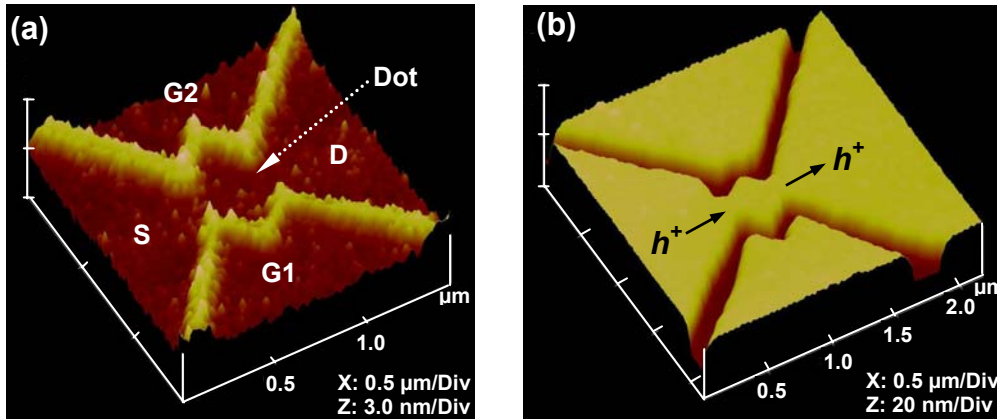 (a)
G2
Dot
D
S
G1
µm
1.0
0.5
X: 0.5 µm/Div
Z: 3.0 nm/Div
(b)
h⁺
h⁺
µm
2.0
1.5
1.0
0.5
X: 0.5 µm/Div
Z: 20 nm/Div